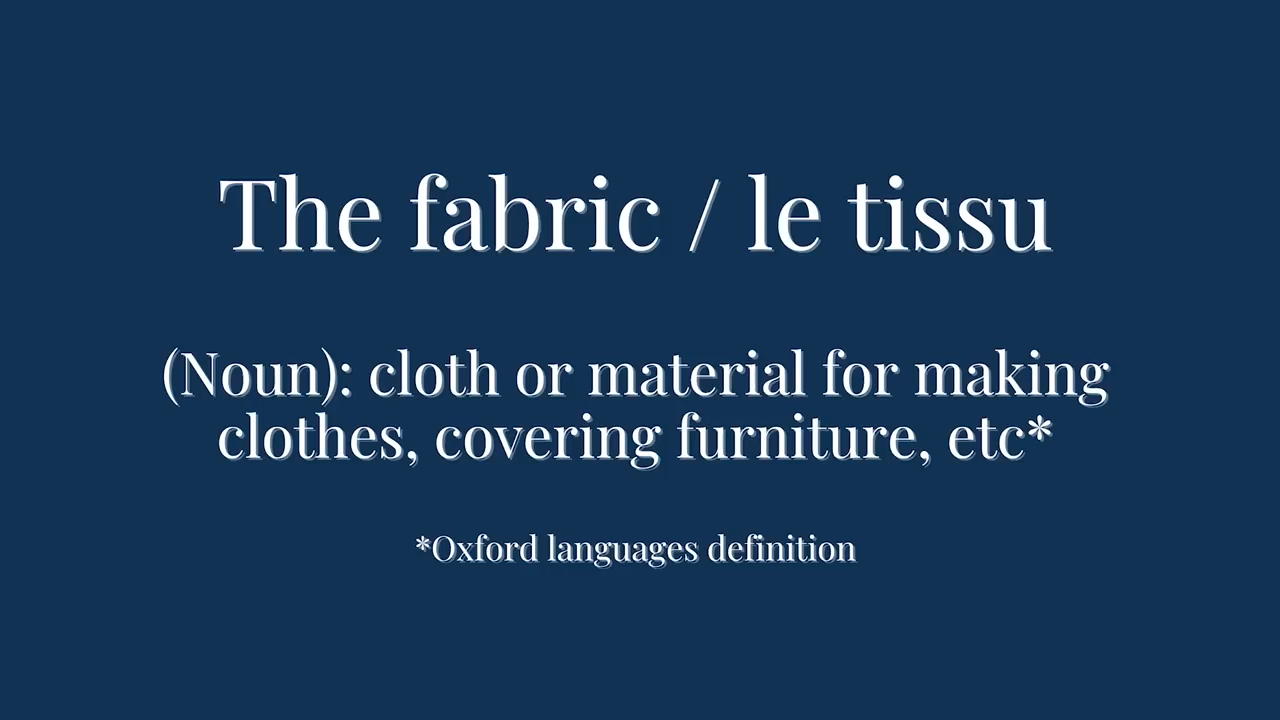 The fabric / le tissu
(Noun): cloth or material for making
clothes, covering furniture, etc*
*Oxford languages definition